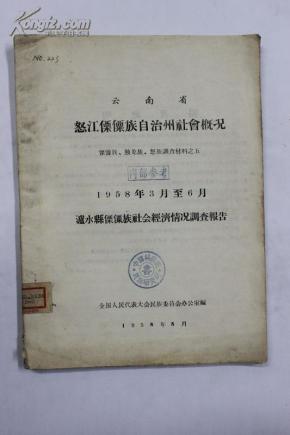 NO. 225
云南省
怒江傈僳族自治州社會概况
傈僳族、独龙族、怒族調查材料之五
内部参考
1958年3月至6月
瀘水縣傈僳族社会經濟情况調查報告
全国人民代表大会民族委員会办公室編
1958年8月